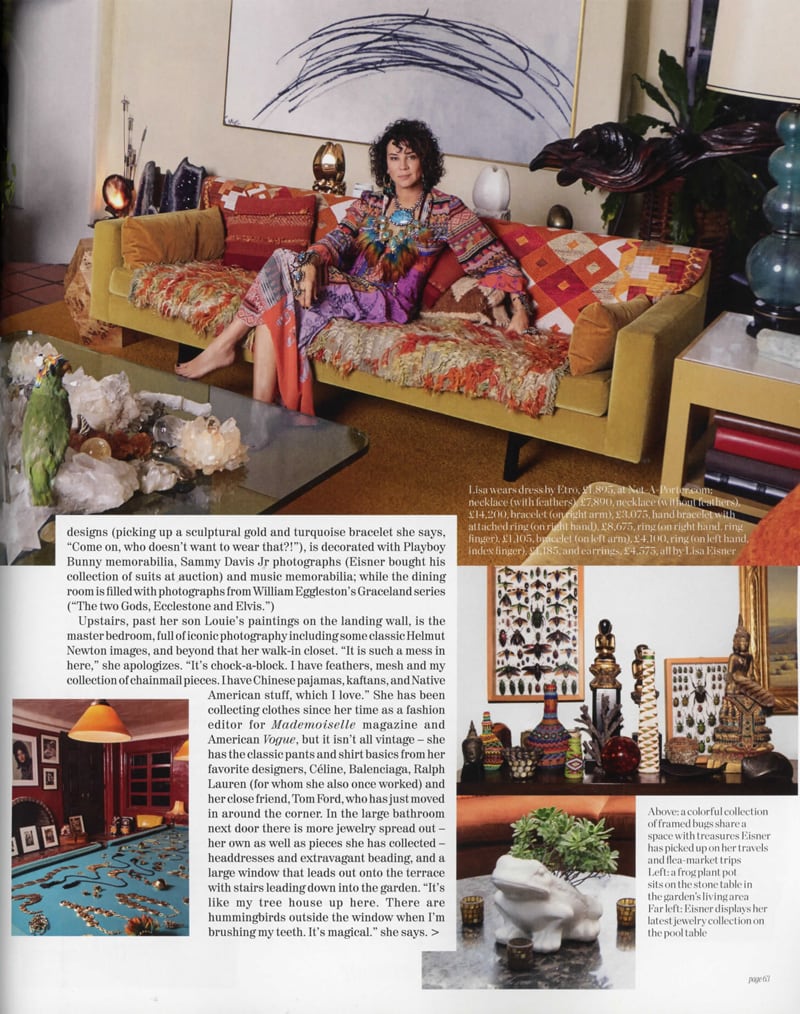 Lisa wears dress by Etro, £1,895, at Net-A-Porter.com;
necklace (with feathers), £7,890, necklace (without feathers),
£14,200, bracelet (on right arm), £3,075, hand bracelet with
attached ring (on right hand), £8,675, ring (on right hand, ring
finger), £1,105, bracelet (on left arm), £4,100, ring (on left hand,
index finger), £1,185, and earrings, £4,575, all by Lisa Eisner
designs (picking up a sculptural gold and turquoise bracelet she says,
“Come on, who doesn’t want to wear that?!”), is decorated with Playboy
Bunny memorabilia, Sammy Davis Jr photographs (Eisner bought his
collection of suits at auction) and music memorabilia; while the dining
room is filled with photographs from William Eggleston’s Graceland series
(“The two Gods, Ecclestone and Elvis.”)
Upstairs, past her son Louie’s paintings on the landing wall, is the
master bedroom, full of iconic photography including some classic Helmut
Newton images, and beyond that her walk-in closet. “It is such a mess in
here,” she apologizes. “It’s chock-a-block. I have feathers, mesh and my
collection of chainmail pieces. I have Chinese pajamas, kaftans, and Native
American stuff, which I love.” She has been
collecting clothes since her time as a fashion
editor for Mademoiselle magazine and
American Vogue, but it isn’t all vintage – she
has the classic pants and shirt basics from her
favorite designers, Céline, Balenciaga, Ralph
Lauren (for whom she also once worked) and
her close friend, Tom Ford, who has just moved
in around the corner. In the large bathroom
next door there is more jewelry spread out –
her own as well as pieces she has collected –
headdresses and extravagant beading, and a
large window that leads out onto the terrace
with stairs leading down into the garden. “It’s
like my tree house up here. There are
hummingbirds outside the window when I’m
brushing my teeth. It’s magical.” she says. >
Above: a colorful collection
of framed bugs share a
space with treasures Eisner
has picked up on her travels
and flea-market trips
Left: a frog plant pot
sits on the stone table in
the garden’s living area
Far left: Eisner displays her
latest jewelry collection on
the pool table
page 63